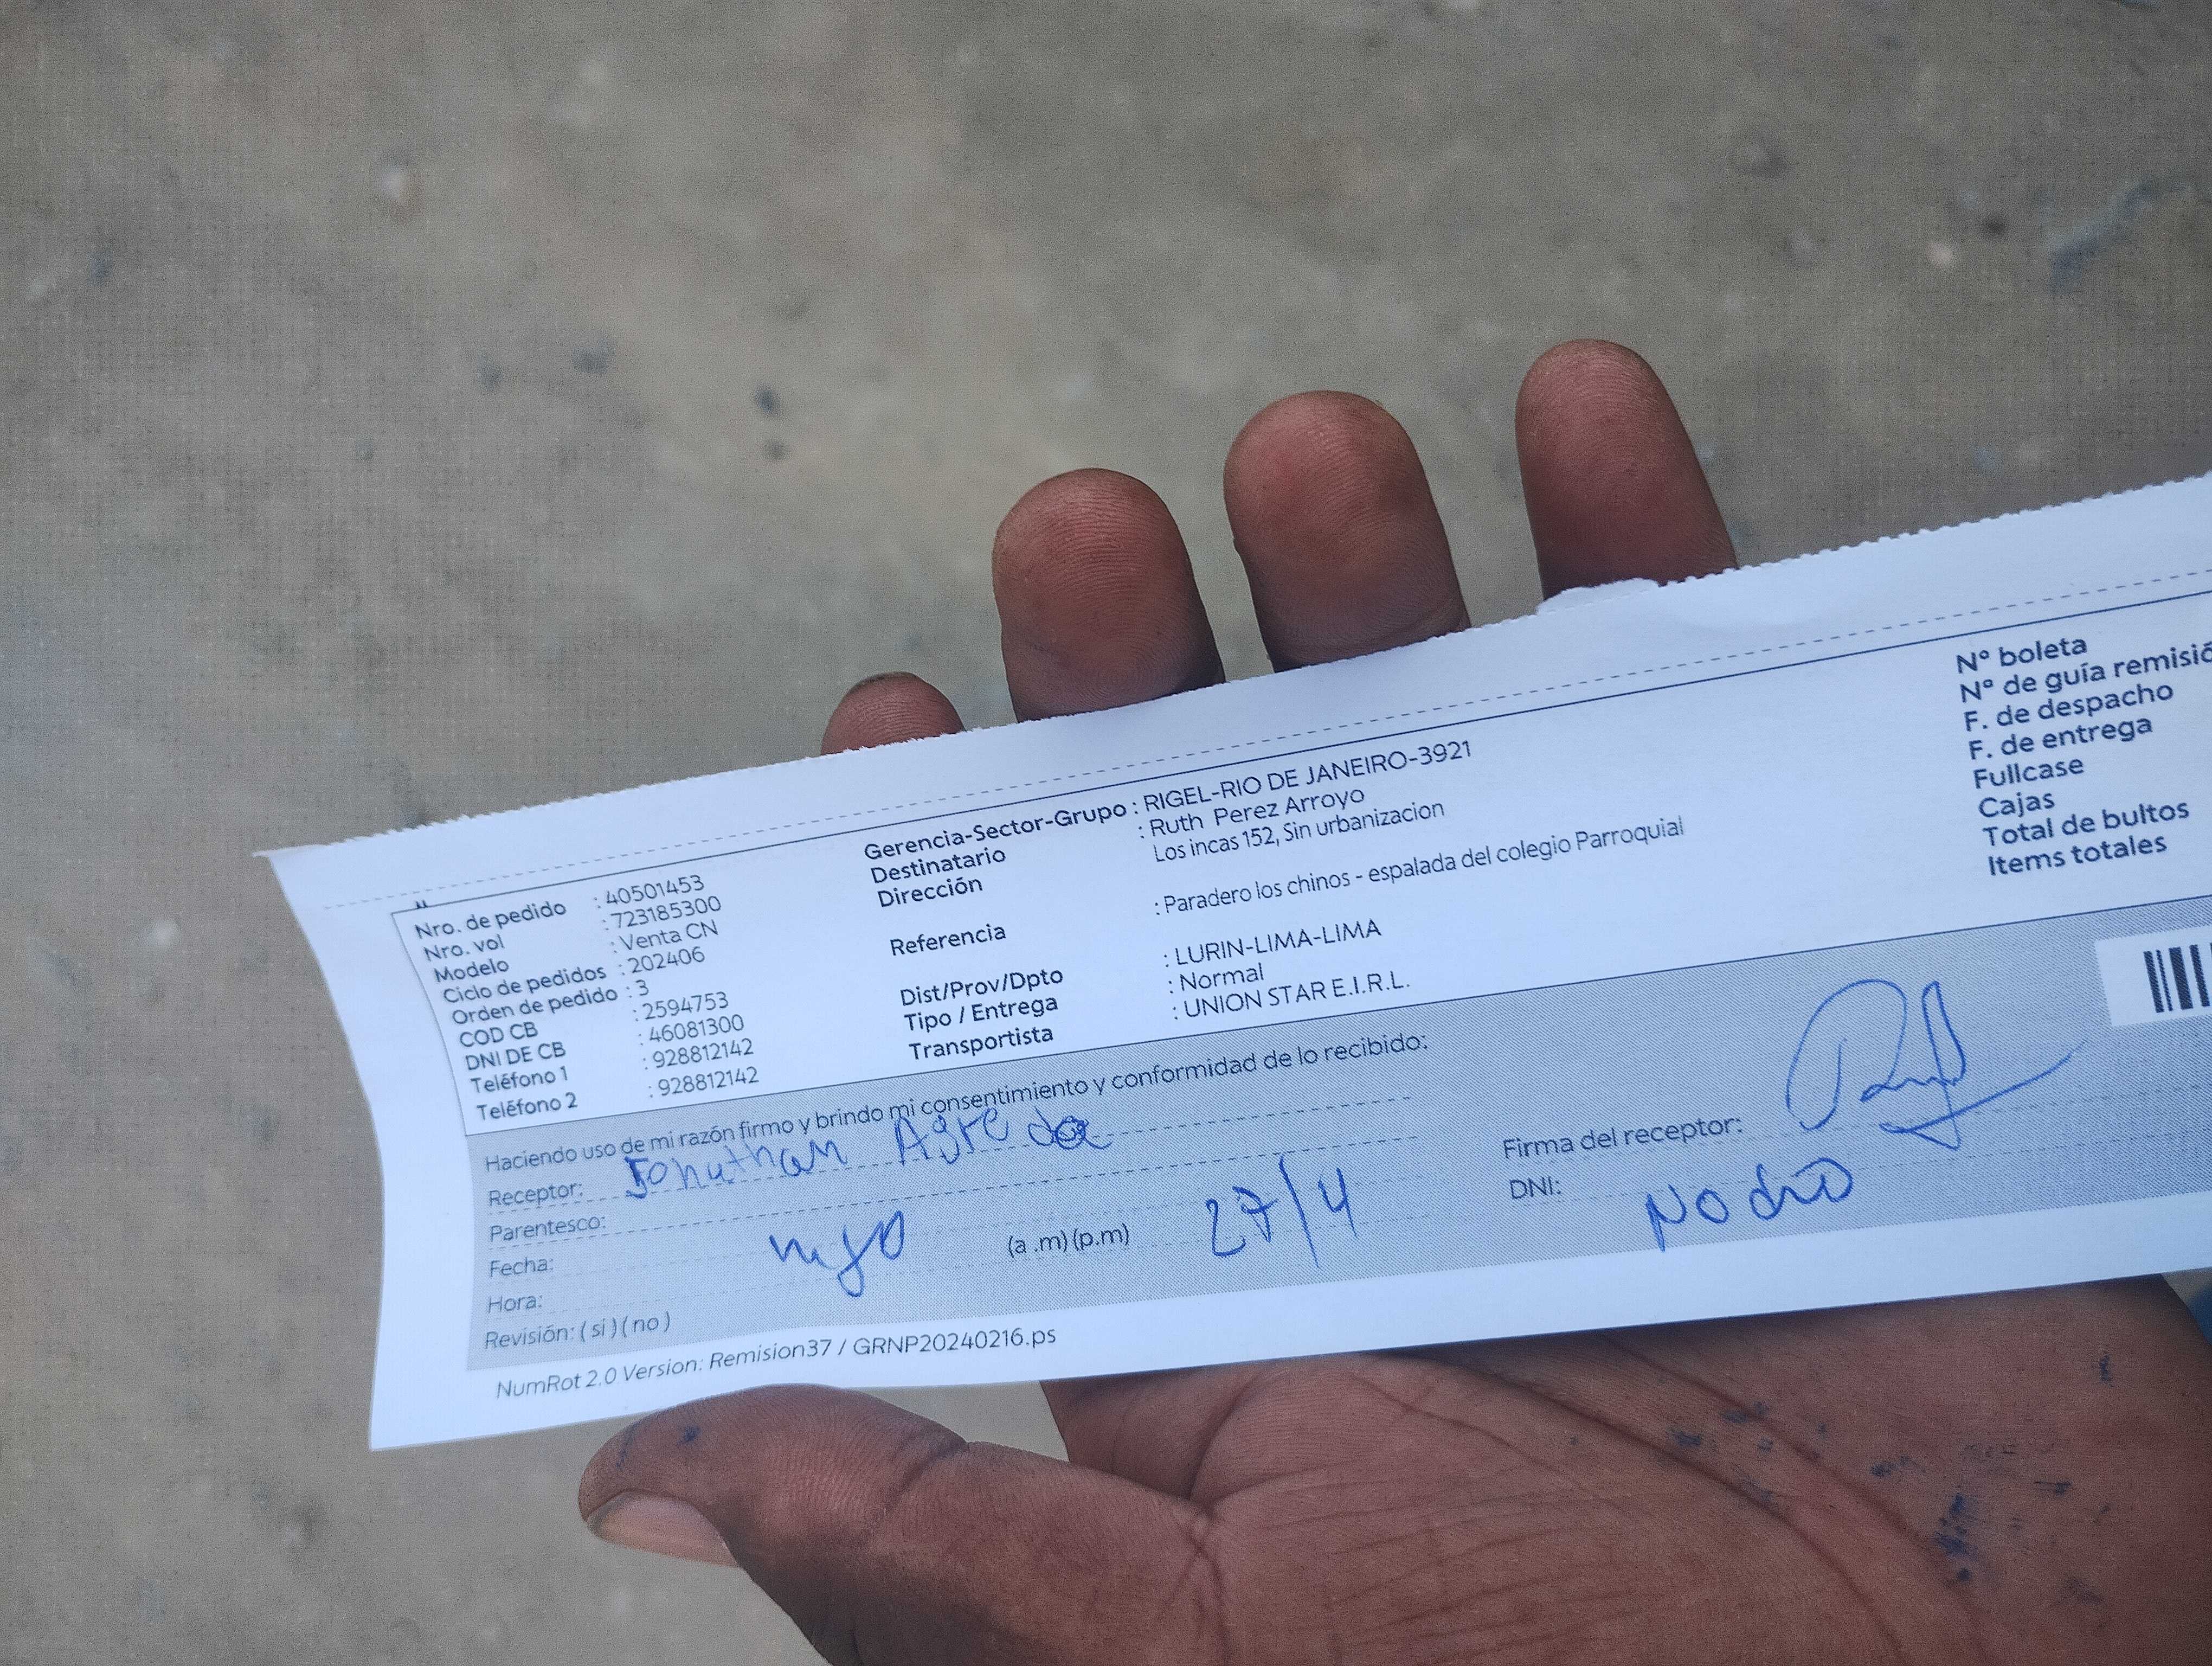 Nro. de pedido : 40501453
Nro. vol : 723185300
Modelo : Venta CN
Ciclo de pedidos : 202406
Orden de pedido : 3
COD CB : 2594753
DNI DE CB : 46081300
Teléfono 1 : 928812142
Teléfono 2 : 928812142
Gerencia-Sector-Grupo : RIGEL-RIO DE JANEIRO-3921
Destinatario : Ruth Perez Arroyo
Dirección Los incas 152, Sin urbanizacion
Referencia : Paradero los chinos - espalada del colegio Parroquial
Dist/Prov/Dpto : LURIN-LIMA-LIMA
Tipo / Entrega : Normal
Transportista : UNION STAR E.I.R.L.
N° boleta
N° de guía remisió
F. de despacho
F. de entrega
Fullcase
Cajas
Total de bultos
Items totales
Haciendo uso de mi razón firmo y brindo mi consentimiento y conformidad de lo recibido:
Receptor: Jonathan Agreda
Parentesco:
Fecha: 27/4
Hora: (a .m) (p.m)
Revisión: ( si ) ( no )
Firma del receptor:
DNI: No dio
NumRot 2.0 Version: Remision37 / GRNP20240216.ps